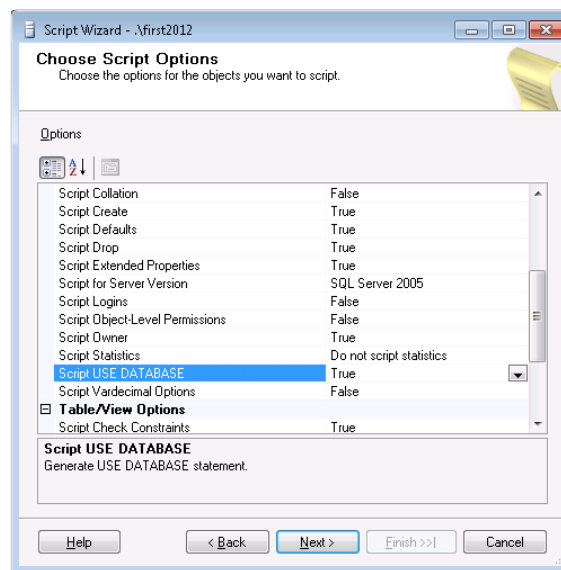 Script Wizard - .\first2012
Choose Script Options
Choose the options for the objects you want to script.
Options
Script Collation False
Script Create True
Script Defaults True
Script Drop True
Script Extended Properties True
Script for Server Version SQL Server 2005
Script Logins False
Script Object-Level Permissions False
Script Owner True
Script Statistics Do not script statistics
Script USE DATABASE True
Script Vardecimal Options False
Table/View Options
Script Check Constraints True
Script USE DATABASE
Generate USE DATABASE statement.
Help < Back Next > Finish >>| Cancel